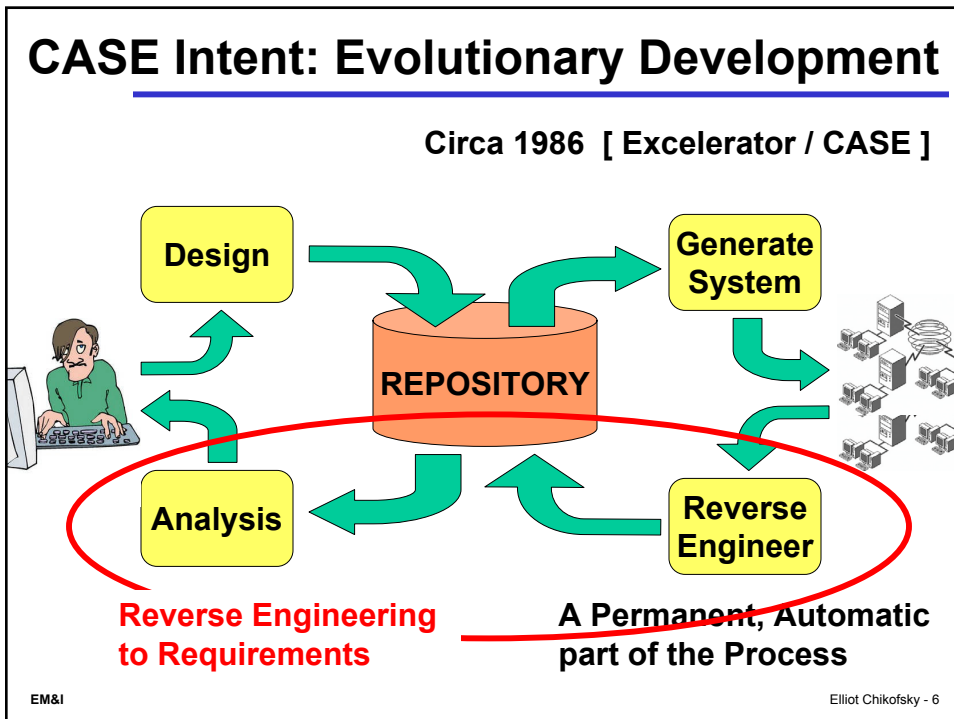 CASE Intent: Evolutionary Development
Circa 1986 [ Excelerator / CASE ]
Design
Generate
System
REPOSITORY
Analysis
Reverse
Engineer
Reverse Engineering
to Requirements
A Permanent, Automatic
part of the Process
EM&I
Elliot Chikofsky - 6